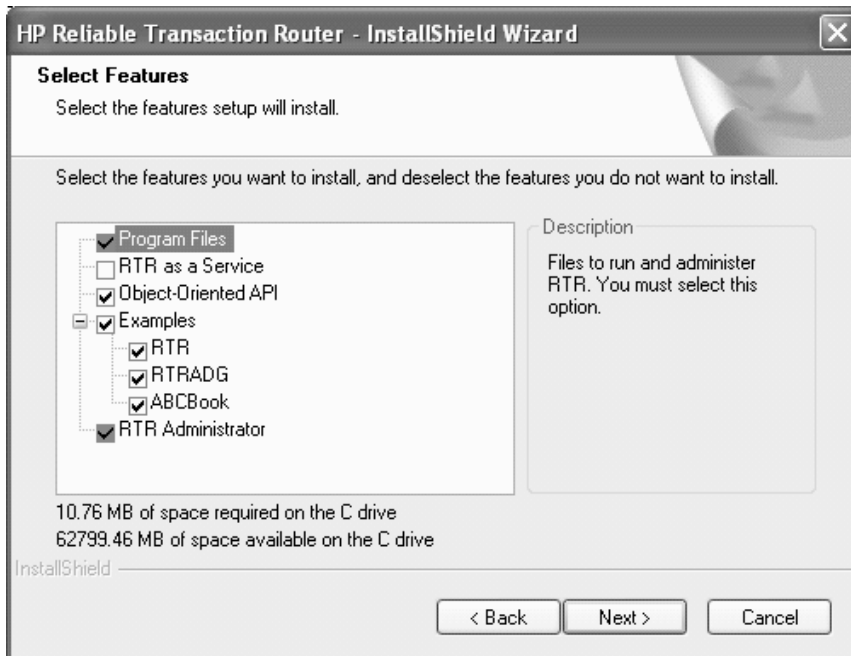 HP Reliable Transaction Router - InstallShield Wizard
Select Features
Select the features setup will install.
Select the features you want to install, and deselect the features you do not want to install.
Program Files
RTR as a Service
Object-Oriented API
Examples
RTR
RTRADG
ABCBook
RTR Administrator
Description
Files to run and administer
RTR. You must select this
option.
10.76 MB of space required on the C drive
62799.46 MB of space available on the C drive
InstallShield
< Back
Next >
Cancel